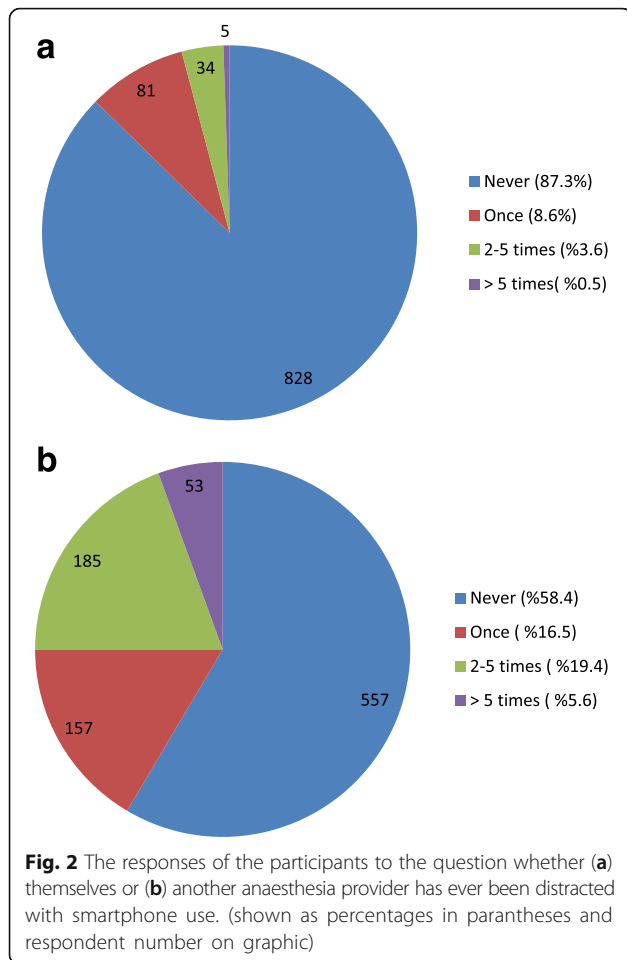 a
5
34
81
828
Never (87.3%)
Once (8.6%)
2-5 times (%3.6)
> 5 times( %0.5)
b
53
185
157
557
Never (%58.4)
Once ( %16.5)
2-5 times ( %19.4)
> 5 times ( %5.6)
Fig. 2 The responses of the participants to the question whether (a)
themselves or (b) another anaesthesia provider has ever been distracted
with smartphone use. (shown as percentages in parantheses and
respondent number on graphic)